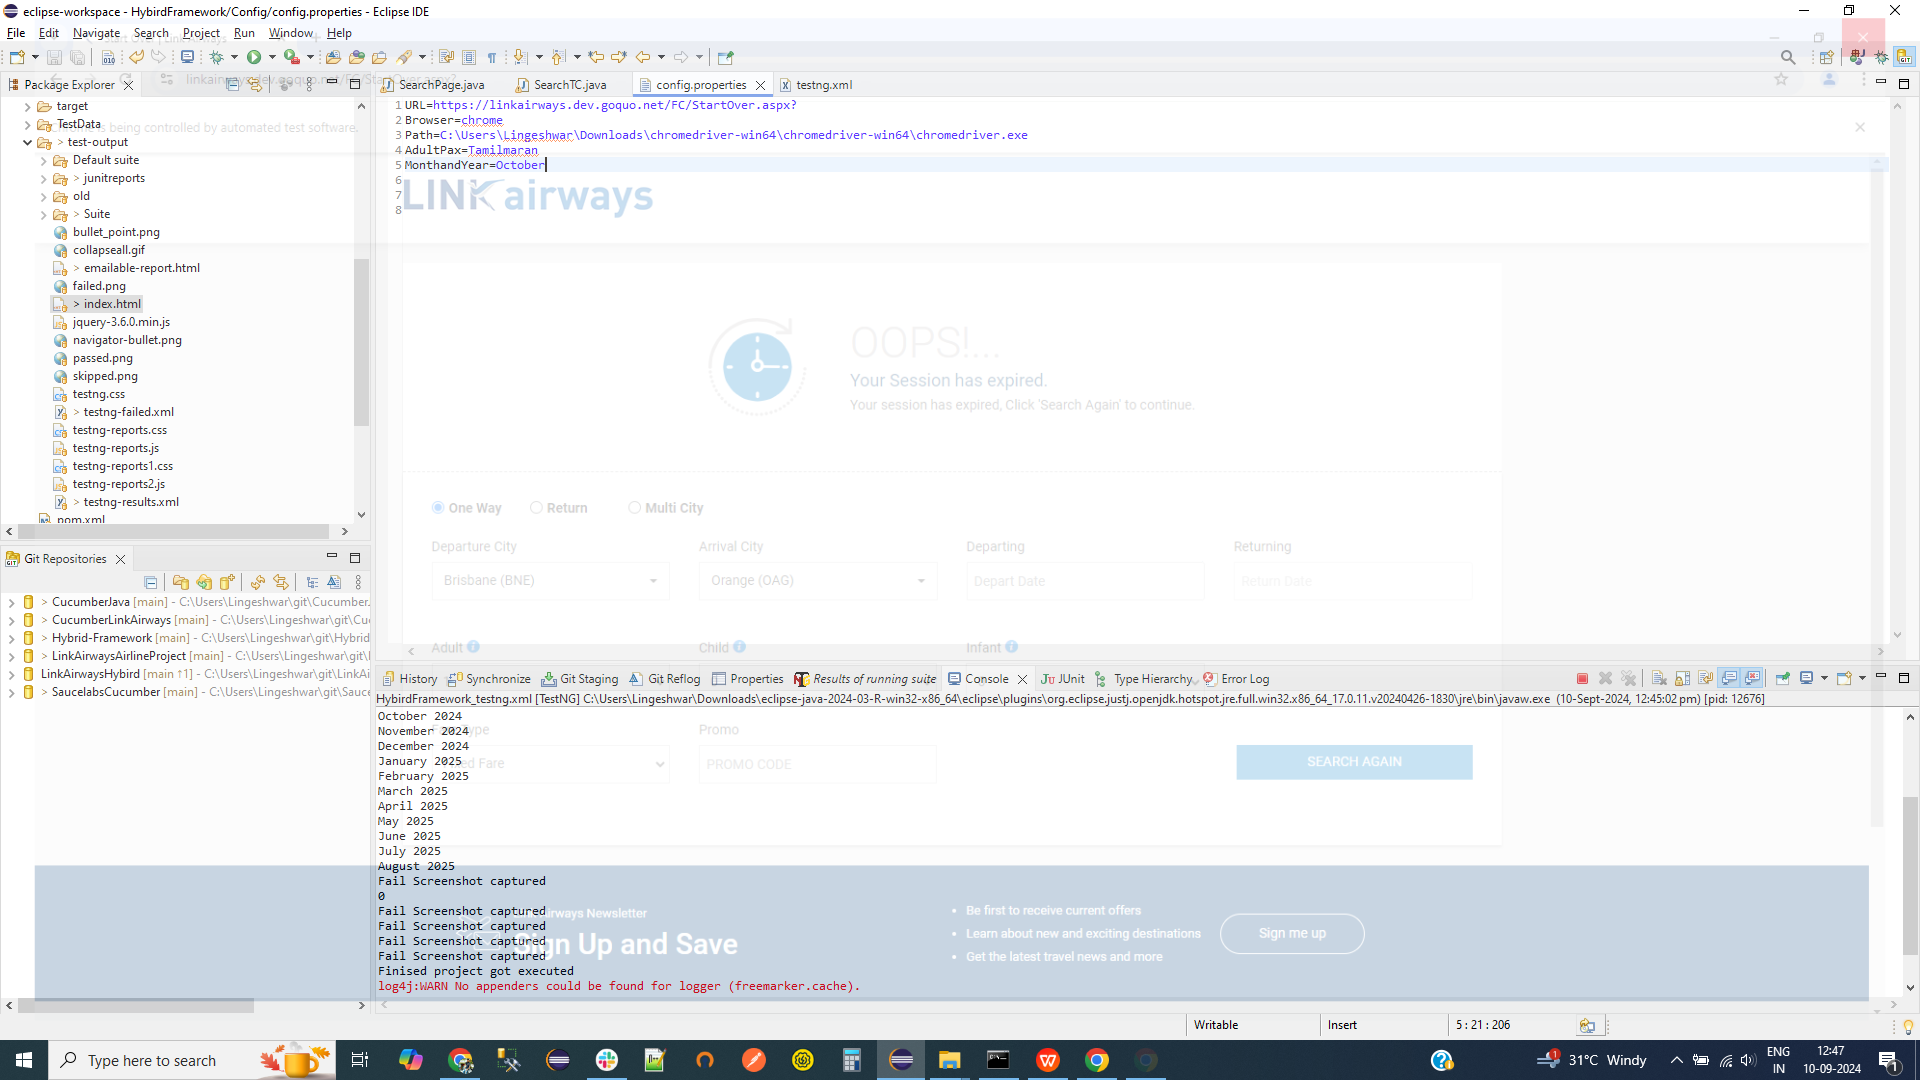 eclipse-workspace - HybirdFramework/Config/config.properties - Eclipse IDE
File Edit Navigate Search Project Run Window Help
linkairways.dev.goquo.net/FC/StartOver.aspx?
Package Explorer
SearchPage.java
SearchTC.java
config.properties
testng.xml
is being controlled by automated test software.
target
TestData
> test-output
Default suite
> junitreports
old
> Suite
bullet_point.png
collapseall.gif
> emailable-report.html
failed.png
> index.html
jquery-3.6.0.min.js
navigator-bullet.png
passed.png
skipped.png
testng.css
> testng-failed.xml
testng-reports.css
testng-reports.js
testng-reports1.css
testng-reports2.js
> testng-results.xml
pom.xml
1 URL=https://linkairways.dev.goquo.net/FC/StartOver.aspx?
2 Browser=chrome
3 Path=C:\Users\Lingeshwar\Downloads\chromedriver-win64\chromedriver-win64\chromedriver.exe
4 AdultPax=Tamilmaran
5 MonthandYear=October
6
7
8
LINK airways
OOPS!...
Your Session has expired.
Your session has expired, Click 'Search Again' to continue.
One Way Return Multi City
Departure City Arrival City Departing Returning
Brisbane (BNE) Orange (OAG) Depart Date Return Date
Adult Child Infant
Promo
Fare
PROMO CODE
SEARCH AGAIN
Git Repositories
> CucumberJava [main] - C:\Users\Lingeshwar\git\Cucumber.
> CucumberLinkAirways [main] - C:\Users\Lingeshwar\git\Cu
> Hybrid-Framework [main] - C:\Users\Lingeshwar\git\Hybrid
> LinkAirwaysAirlineProject [main] - C:\Users\Lingeshwar\git\
LinkAirwaysHybird [main ↑1] - C:\Users\Lingeshwar\git\LinkAi
> SaucelabsCucumber [main] - C:\Users\Lingeshwar\git\Sauce
History Synchronize Git Staging Git Reflog Properties Results of running suite Console JUnit Type Hierarchy Error Log
HybirdFramework_testng.xml [TestNG] C:\Users\Lingeshwar\Downloads\eclipse-java-2024-03-R-win32-x86_64\eclipse\plugins\org.eclipse.justj.openjdk.hotspot.jre.full.win32.x86_64_17.0.11.v20240426-1830\jre\bin\javaw.exe (10-Sept-2024, 12:45:02 pm) [pid: 12676]
October 2024
November 2024
December 2024
January 2025
February 2025
March 2025
April 2025
May 2025
June 2025
July 2025
August 2025
Fail Screenshot captured
0
Fail Screenshot captured
Fail Screenshot captured
Fail Screenshot captured
Fail Screenshot captured
Finised project got executed
log4j:WARN No appenders could be found for logger (freemarker.cache).
airways Newsletter
Sign Up and Save
Be first to receive current offers
Learn about new and exciting destinations
Get the latest travel news and more
Sign me up
Writable Insert 5 : 21 : 206
Type here to search
31°C Windy
ENG
IN
12:47
10-09-2024
1